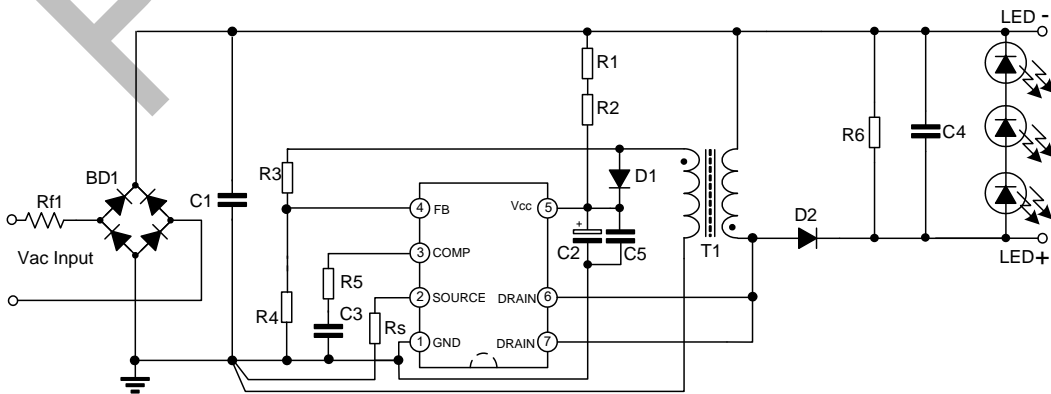 LED -
R1
R2
R6
C4
R3
D1
BD1
Rf1
C1
4
FB
Vcc
5
+
D2
Vac Input
3
COMP
C2
C5
T1
LED+
R5
2
SOURCE
DRAIN
6
R4
C3
Rs
1
GND
DRAIN
7